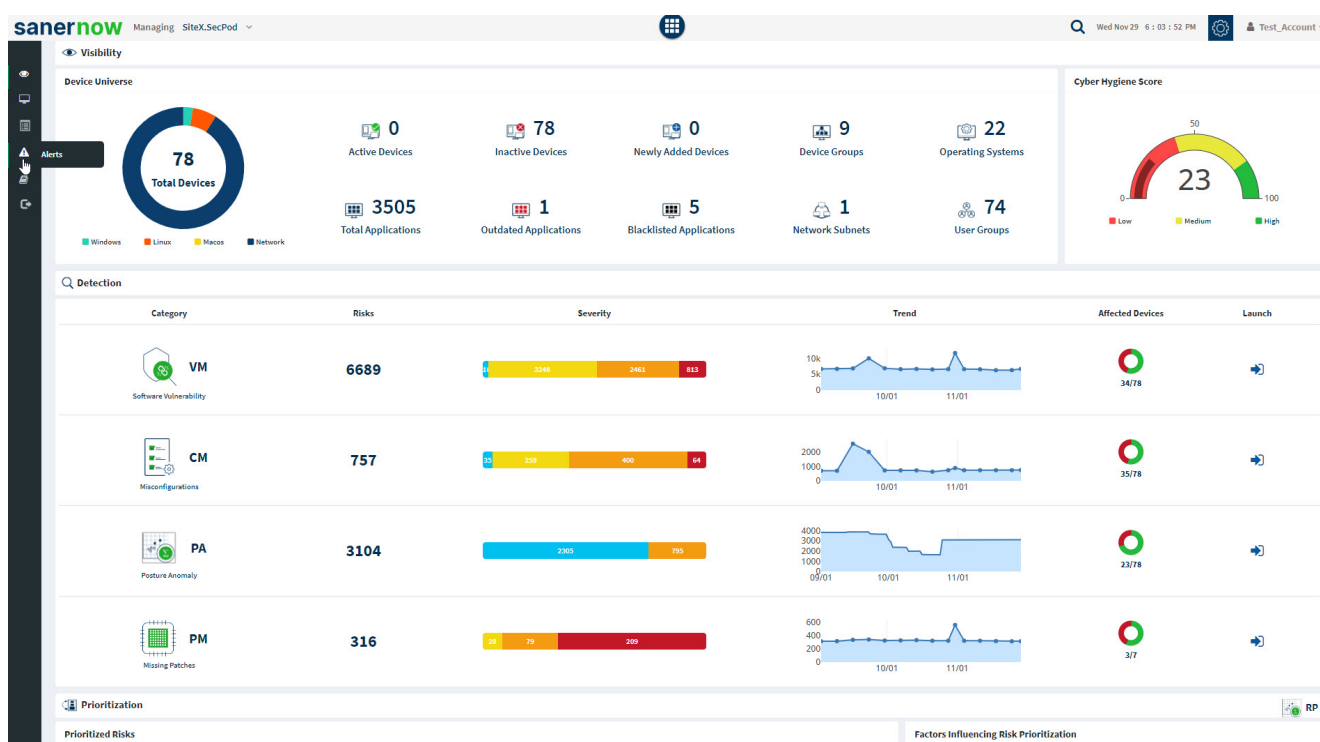 sanernow Managing SiteX.SecPod Wed Nov 29 6 : 03 : 52 PM Test_Account
Visibility
Device Universe
Cyber Hygiene Score
Alerts
78
Total Devices
Windows Linux Macos Network
0 78 0 9 22
Active Devices Inactive Devices Newly Added Devices Device Groups Operating Systems
3505 1 5 1 74
Total Applications Outdated Applications Blacklisted Applications Network Subnets User Groups
50
23
0 100
Low Medium High
Detection
Category Risks Severity Trend Affected Devices Launch
VM
Software Vulnerability
6689
3248 2461 813
10k
5k
0
10/01 11/01
34/78
CM
Misconfigurations
757
35 258 400 64
2000
1000
0
10/01 11/01
35/78
PA
Posture Anomaly
3104
2305 795
4000
3000
2000
1000
0
09/01 10/01 11/01
23/78
PM
Missing Patches
316
28 79 209
600
400
200
0
10/01 11/01
3/7
Prioritization RP
Prioritized Risks Factors Influencing Risk Prioritization